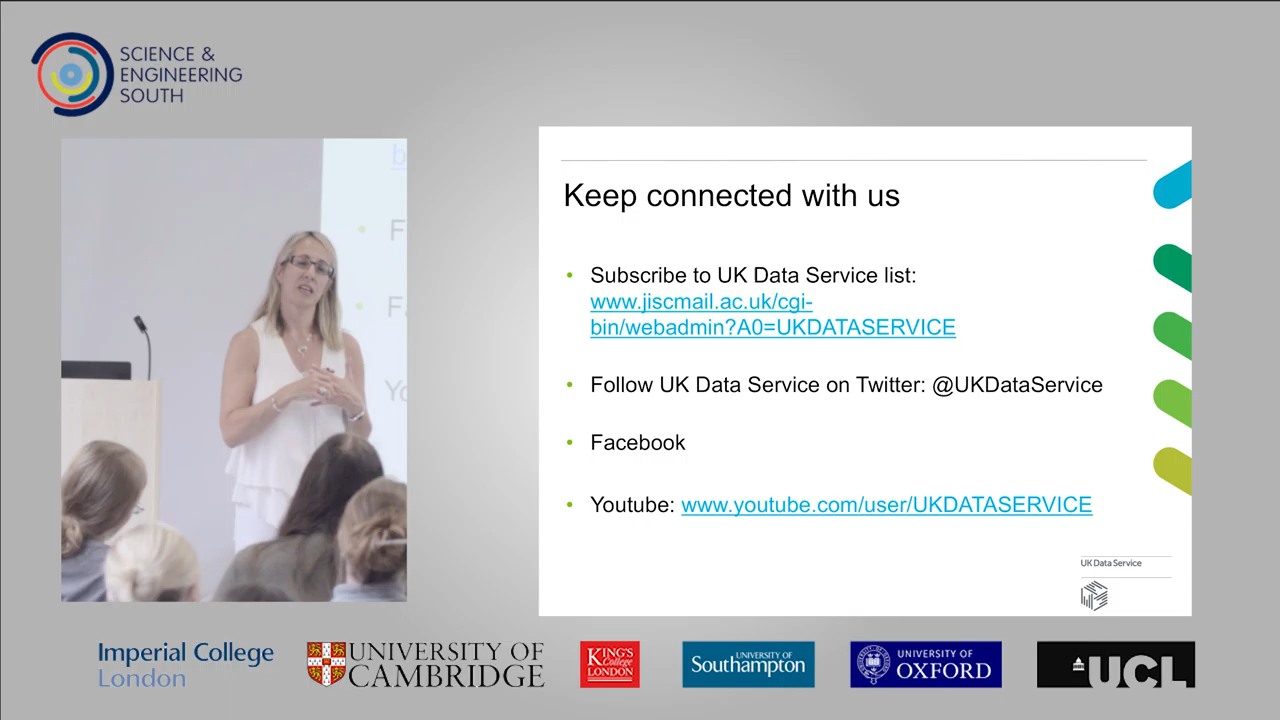 SCIENCE &
ENGINEERING
SOUTH
Keep connected with us
• Subscribe to UK Data Service list:
www.jiscmail.ac.uk/cgi-
bin/webadmin?A0=UKDATASERVICE
• Follow UK Data Service on Twitter: @UKDataService
• Facebook
• Youtube: www.youtube.com/user/UKDATASERVICE
UK Data Service
Imperial College
London
UNIVERSITY OF
CAMBRIDGE
KING'S
College
LONDON
UNIVERSITY OF
Southampton
UNIVERSITY OF
OXFORD
UCL